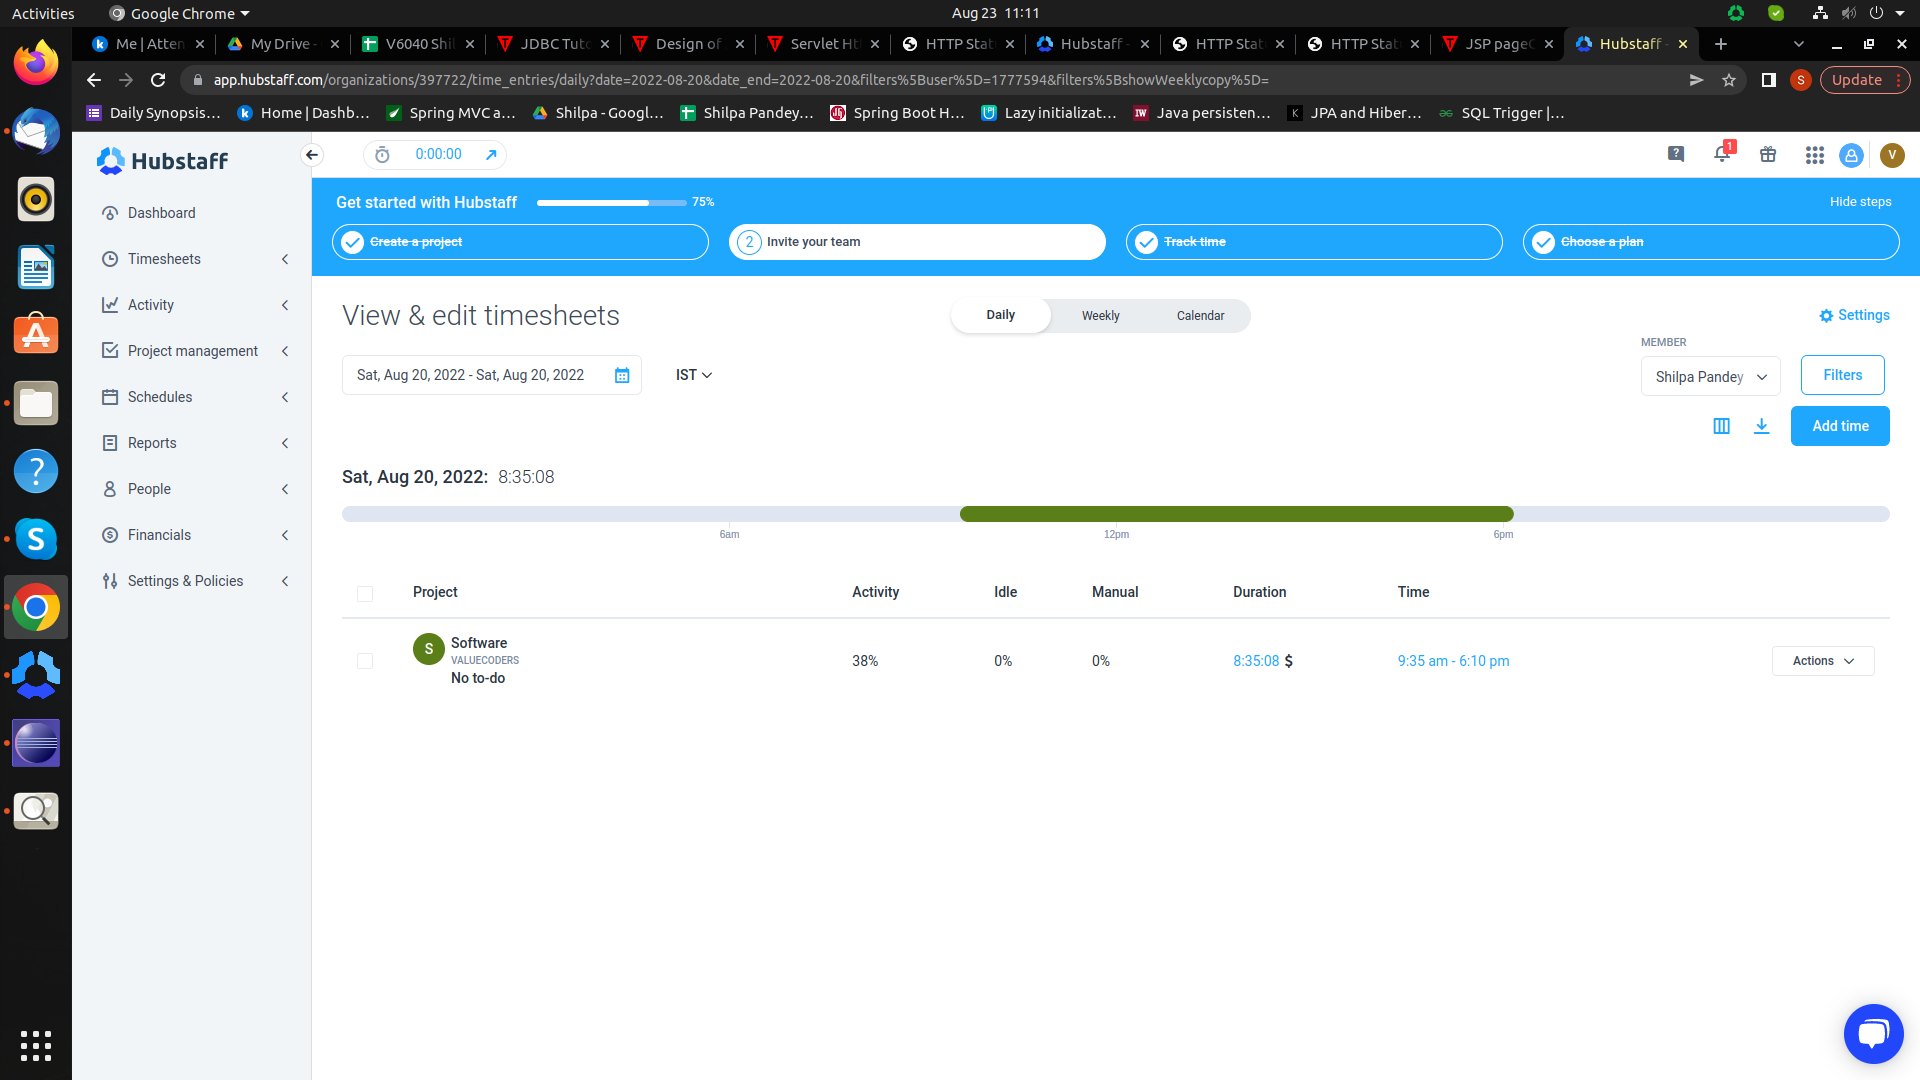 Activities
Google Chrome
Aug 23 11:11
Me | Atten
My Drive -
V6040 Shil
JDBC Tuto
Design of
Servlet Ht
HTTP Stat
Hubstaff -
HTTP Stat
HTTP Stat
JSP pageC
Hubstaff -
app.hubstaff.com/organizations/397722/time_entries/daily?date=2022-08-20&date_end=2022-08-20&filters%5Buser%5D=1777594&filters%5BshowWeeklycopy%5D=
S
Update
Daily Synopsis...
Home | Dashb...
Spring MVC a...
Shilpa - Googl...
Shilpa Pandey...
Spring Boot H...
Lazy initializat...
Java persisten...
JPA and Hiber...
SQL Trigger |...
Hubstaff
0:00:00
1
V
Get started with Hubstaff
75%
Hide steps
Create a project
2 Invite your team
Track time
Choose a plan
Dashboard
Timesheets
Activity
Project management
Schedules
Reports
People
Financials
Settings & Policies
View & edit timesheets
Daily
Weekly
Calendar
Settings
MEMBER
Sat, Aug 20, 2022 - Sat, Aug 20, 2022
IST
Shilpa Pandey
Filters
Add time
Sat, Aug 20, 2022: 8:35:08
6am
12pm
6pm
Project
Activity
Idle
Manual
Duration
Time
S
Software
VALUECODERS
No to-do
38%
0%
0%
8:35:08 $
9:35 am - 6:10 pm
Actions